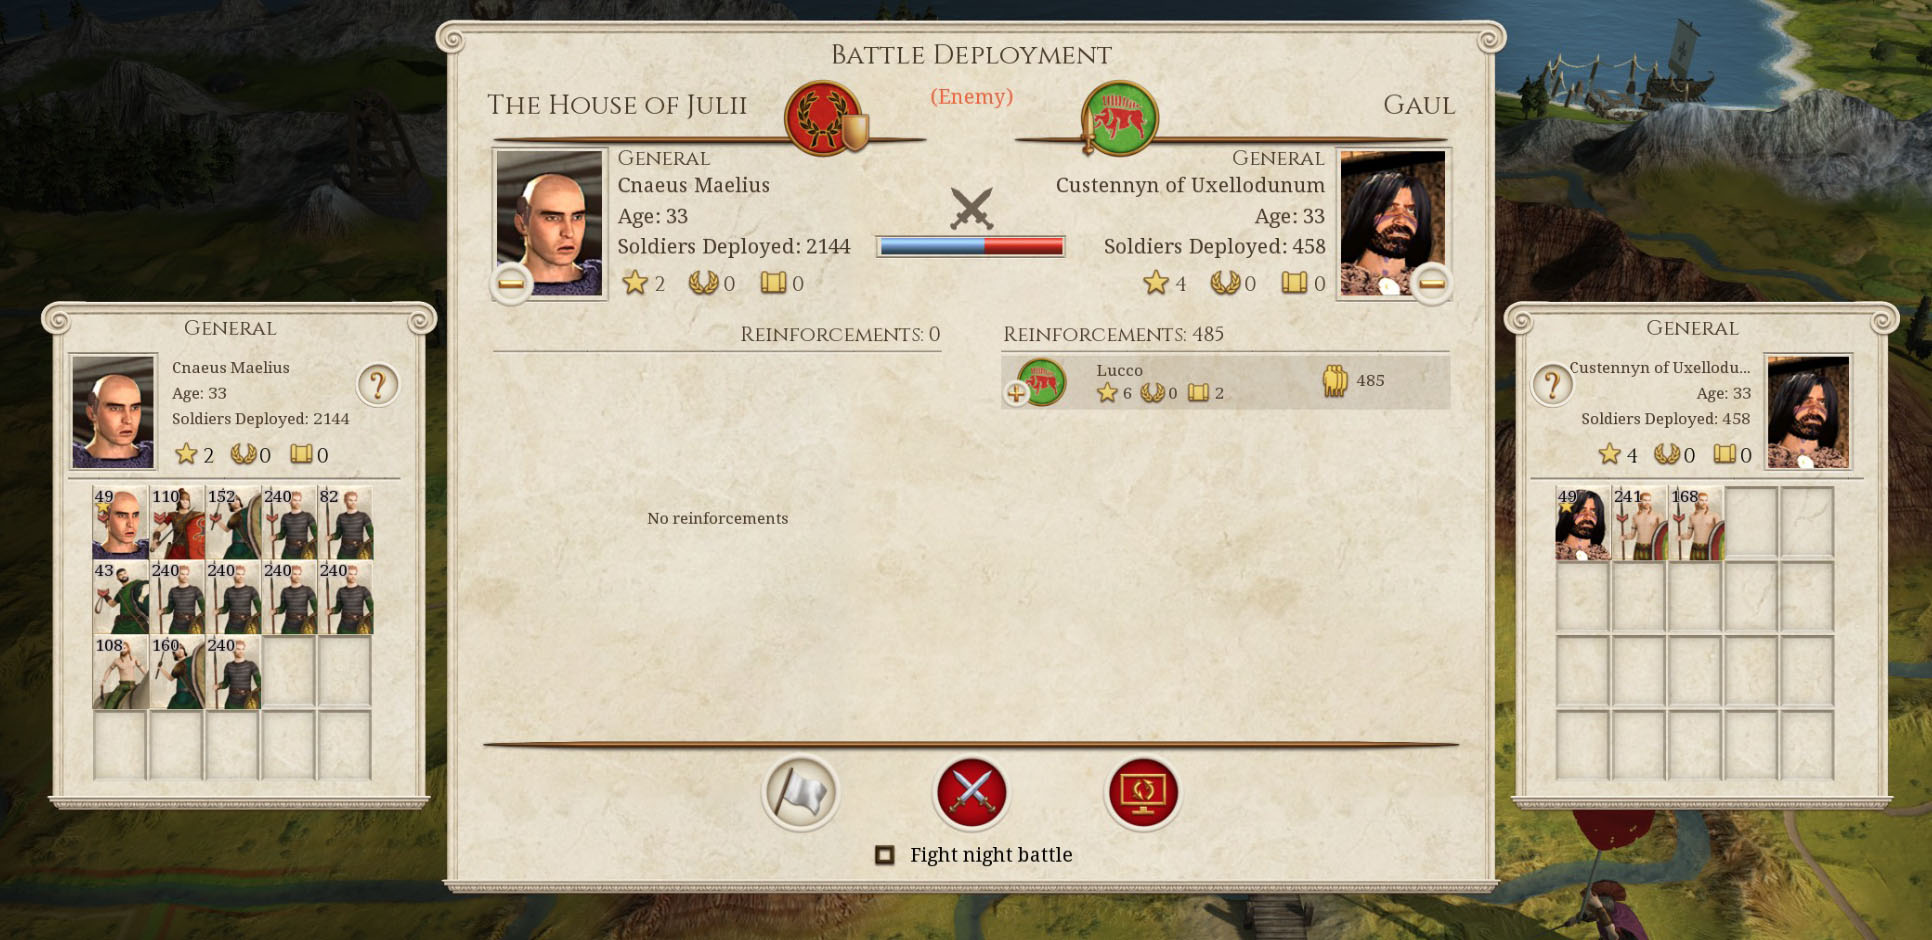 BATTLE DEPLOYMENT
(Enemy)
THE HOUSE OF JULII
GAUL
GENERAL
Cnaeus Maelius
Age: 33
Soldiers Deployed: 2144
2 0 0
GENERAL
Custennyn of Uxellodunum
Age: 33
Soldiers Deployed: 458
4 0 0
REINFORCEMENTS: 0
No reinforcements
REINFORCEMENTS: 485
Lucco
6 0 2
485
Fight night battle
GENERAL
Cnaeus Maelius
Age: 33
Soldiers Deployed: 2144
2 0 0
?
49 110 152 240 82
43 240 240 240 240
108 160 240
GENERAL
?
Custennyn of Uxellodu...
Age: 33
Soldiers Deployed: 458
4 0 0
49 241 168